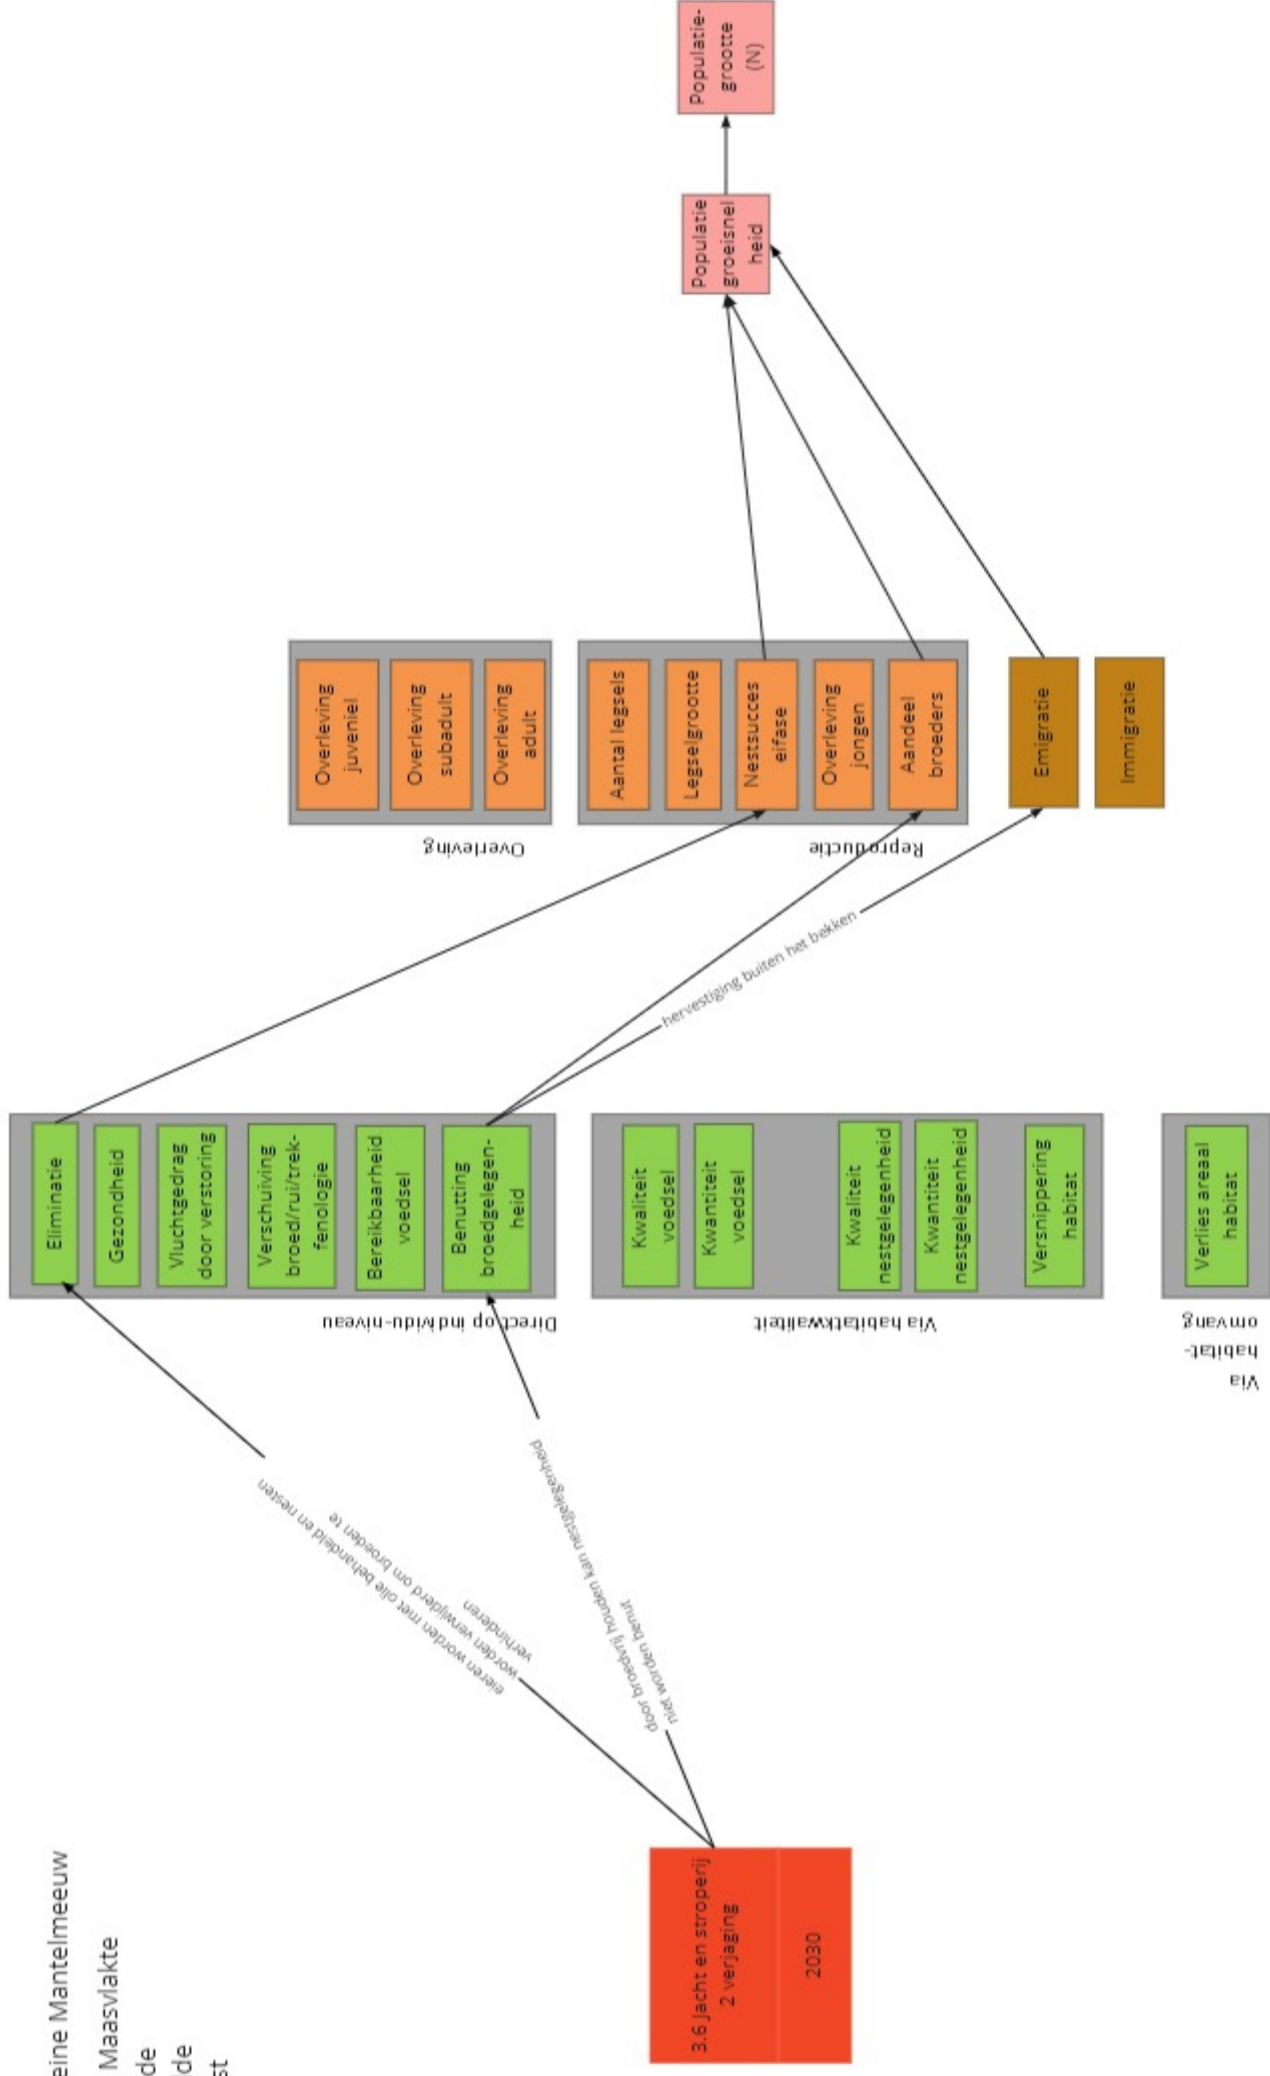 eine Mantelmeeuw
Maasvlakte
de
de
st
3.6 Jacht en stroperij
2 verjaging
2030
eieren worden met olie behandeld en nesten
worden verwijderd om broeden te
verhinderen
door broedvrij houden kan nestgelegenheid
niet worden benut
Direct op individu-niveau
Eliminatie
Gezondheid
Vluchtgedrag
door verstoring
Verschuiving
broed/rui/trek-
fenologie
Bereikbaarheid
voedsel
Benutting
broedgelegen-
heid
Via habitatkwaliteit
Kwaliteit
voedsel
Kwantiteit
voedsel
Kwaliteit
nestgelegenheid
Kwantiteit
nestgelegenheid
Versnippering
habitat
Via
habitat-
omvang
Verlies areaal
habitat
hervestiging buiten het bekken
Overleving
Overleving
juveniel
Overleving
subadult
Overleving
adult
Reproductie
Aantal legsels
Legselgrootte
Nestsucces
eifase
Overleving
jongen
Aandeel
broeders
Emigratie
Immigratie
Populatie
groeisnel
heid
Populatie-
grootte
(N)